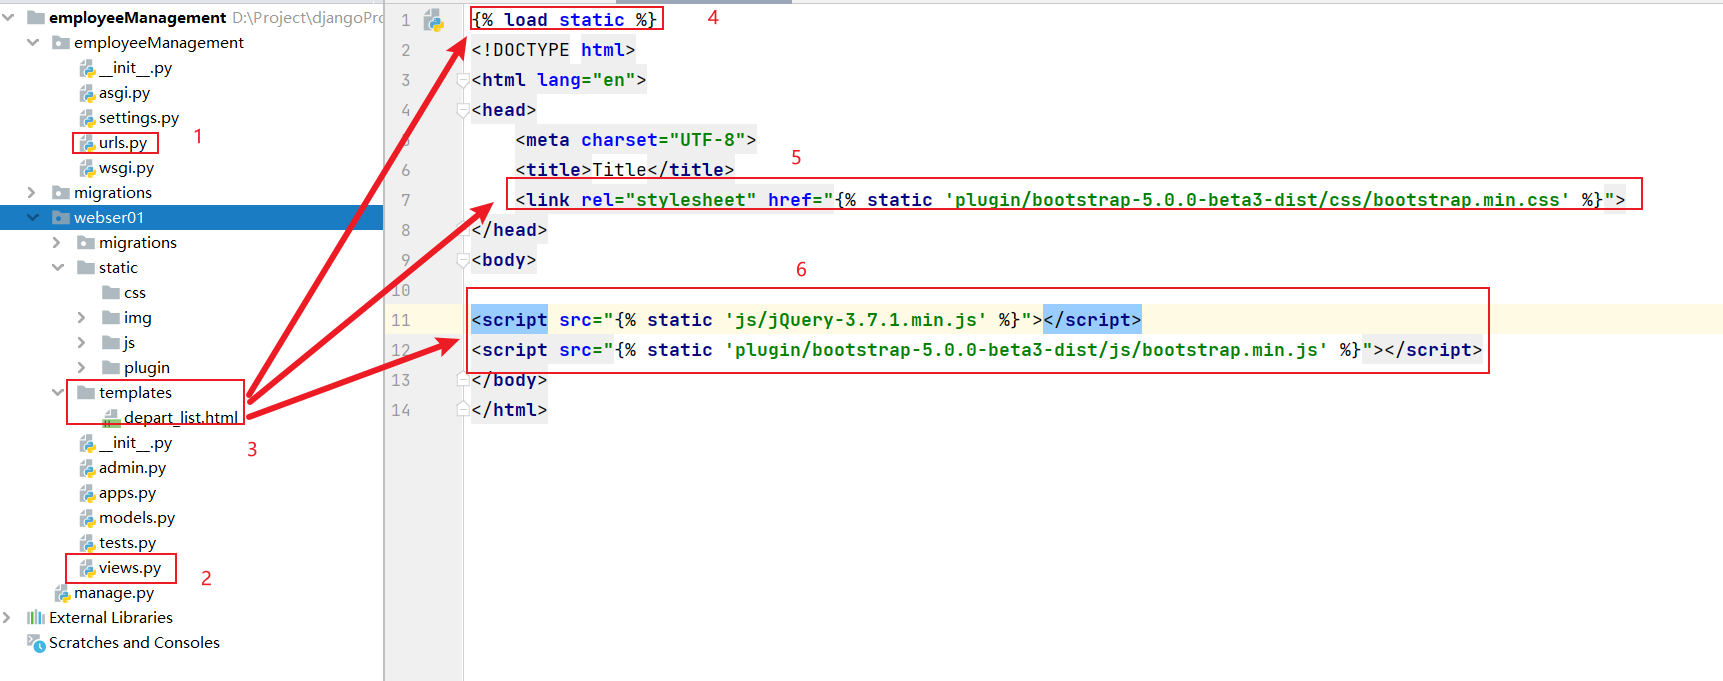 employeeManagement D:\Project\djangoPro
employeeManagement
__init__.py
asgi.py
settings.py
urls.py
1
wsgi.py
migrations
webser01
migrations
static
css
img
js
plugin
templates
depart_list.html
3
__init__.py
admin.py
apps.py
models.py
tests.py
views.py
2
manage.py
External Libraries
Scratches and Consoles
1 {% load static %}
4
2 <!DOCTYPE html>
3 <html lang="en">
4 <head>
5 <meta charset="UTF-8">
6 <title>Title</title>
5
7 <link rel="stylesheet" href="{% static 'plugin/bootstrap-5.0.0-beta3-dist/css/bootstrap.min.css' %}">
8 </head>
9 <body>
6
10
11 <script src="{% static 'js/jQuery-3.7.1.min.js' %}"></script>
12 <script src="{% static 'plugin/bootstrap-5.0.0-beta3-dist/js/bootstrap.min.js' %}"></script>
13 </body>
14 </html>